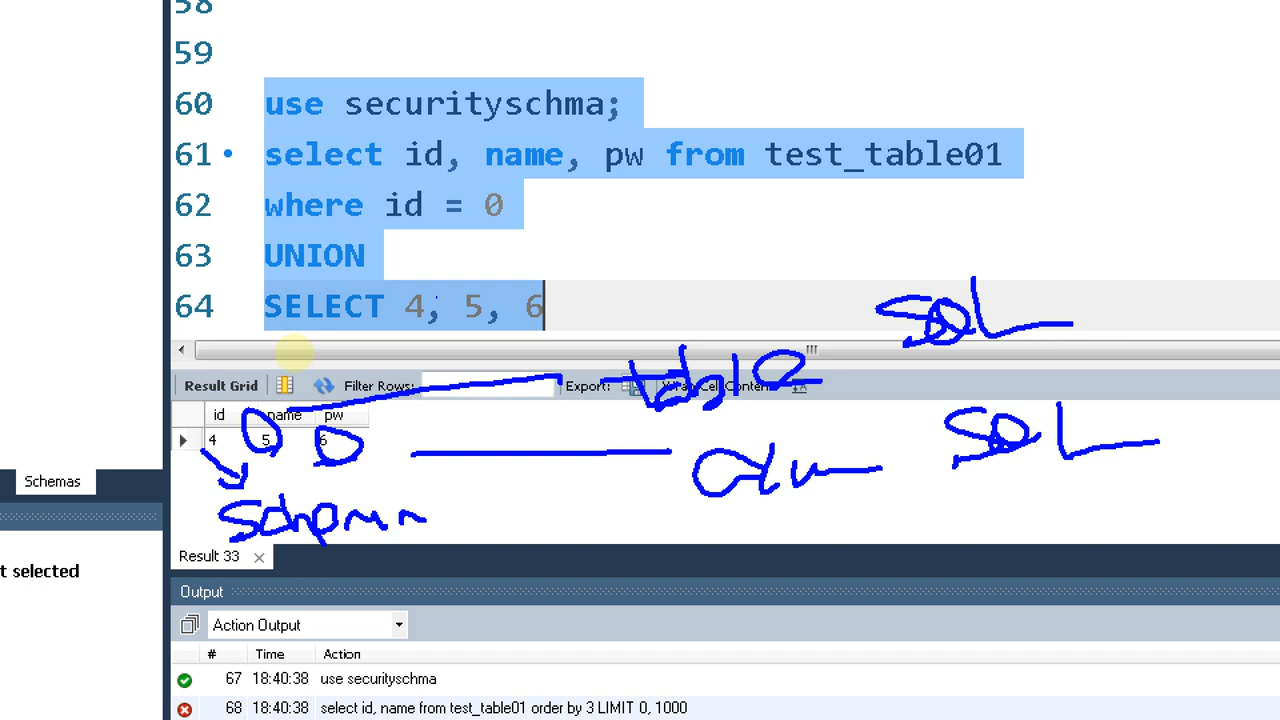 58
59
60 use securityschma;
61 select id, name, pw from test_table01
62 where id = 0
63 UNION
64 SELECT 4, 5, 6
SQL
Result Grid Filter Rows: Export: Wrap Cell Content:
table
id name pw
4 5 6
SQL
Schemas
Result 33
t selected
Output
Action Output
# Time Action
67 18:40:38 use securityschma
68 18:40:38 select id, name from test_table01 order by 3 LIMIT 0, 1000